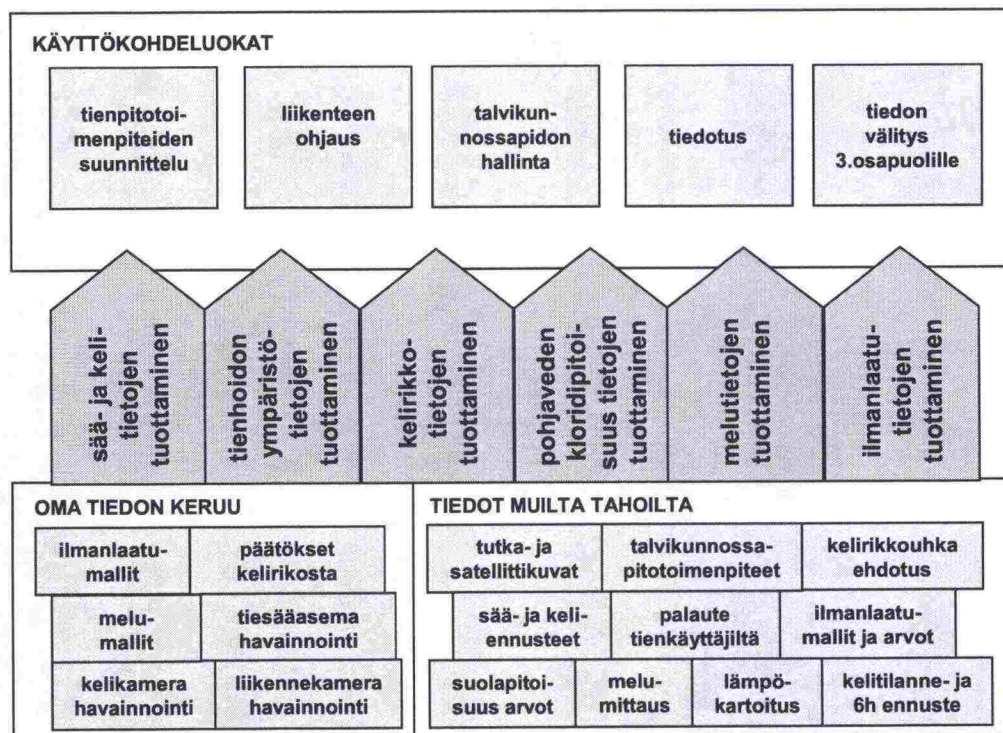 KÄYTTÖKOHDELUOKAT
tienpitotoi-
menpiteiden
suunnittelu
liikenteen
ohjaus
talvikun-
nossapidon
hallinta
tiedotus
tiedon
välitys
3.osapuolille
sää- ja keli-
tietojen
tuottaminen
tienhoidon
ympäristö-
tietojen
tuottaminen
kelirikko-
tietojen
tuottaminen
pohjaveden
kloridipitoi-
suus tietojen
tuottaminen
melutietojen
tuottaminen
ilmanlaatu-
tietojen
tuottaminen
OMA TIEDON KERUU
ilmanlaatu-
mallit
päätökset
kelirikosta
melu-
mallit
tiesääasema
havainnointi
kelikamera
havainnointi
liikennekamera
havainnointi
TIEDOT MUILTA TAHOILTA
tutka- ja
satellittikuvat
talvikunnossa-
pitotoimenpiteet
kelirikkouhka
ehdotus
sää- ja keli-
ennusteet
palaute
tienkäyttäjiltä
ilmanlaatu-
mallit ja arvot
suolapitoi-
suus arvot
melu-
mittaus
lämpö-
kartoitus
kelitilanne- ja
6h ennuste